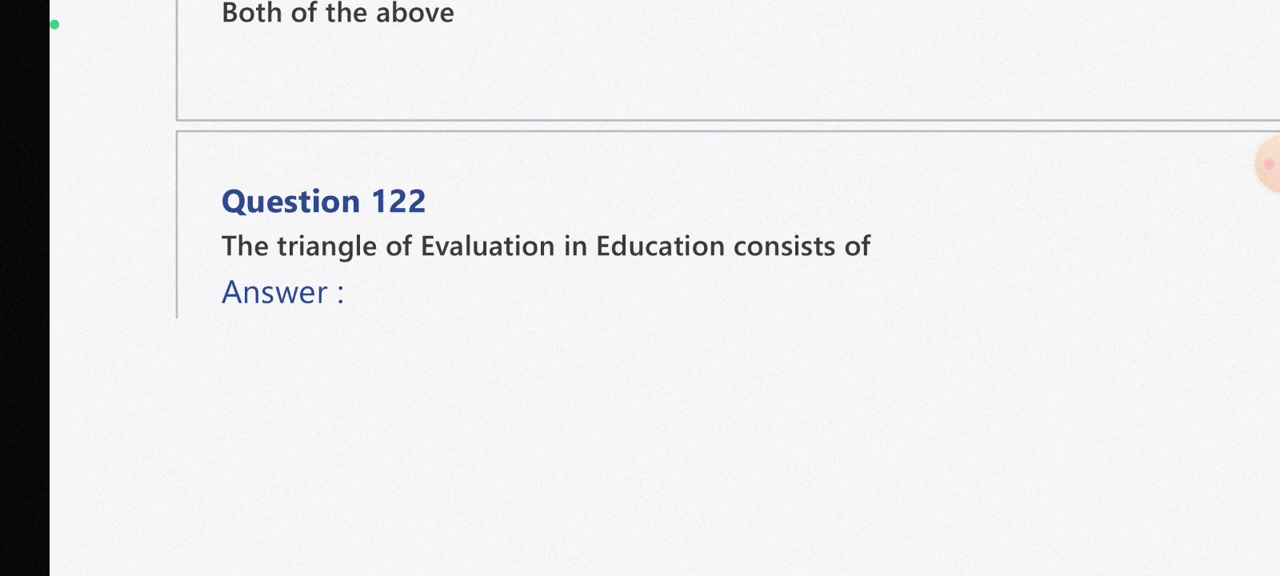 Both of the above
Question 122
The triangle of Evaluation in Education consists of
Answer :